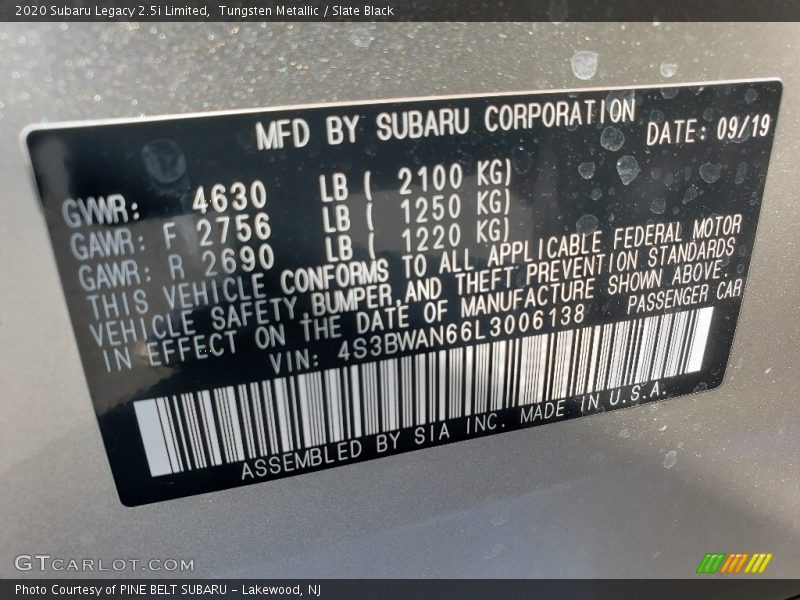 2020 Subaru Legacy 2.5i Limited,  Tungsten Metallic / Slate Black
MFD BY SUBARU CORPORATION
DATE: 09/19
GVWR: 4630 LB ( 2100 KG)
GAWR: F 2756 LB ( 1250 KG)
GAWR: R 2690 LB ( 1220 KG)
THIS VEHICLE CONFORMS TO ALL APPLICABLE FEDERAL MOTOR
VEHICLE SAFETY,BUMPER,AND THEFT PREVENTION STANDARDS
IN EFFECT ON THE DATE OF MANUFACTURE SHOWN ABOVE.
VIN: 4S3BWAN66L3006138 PASSENGER CAR
ASSEMBLED BY SIA INC. MADE IN U.S.A.
GTCARLOT.COM
Photo Courtesy of PINE BELT SUBARU - Lakewood, NJ